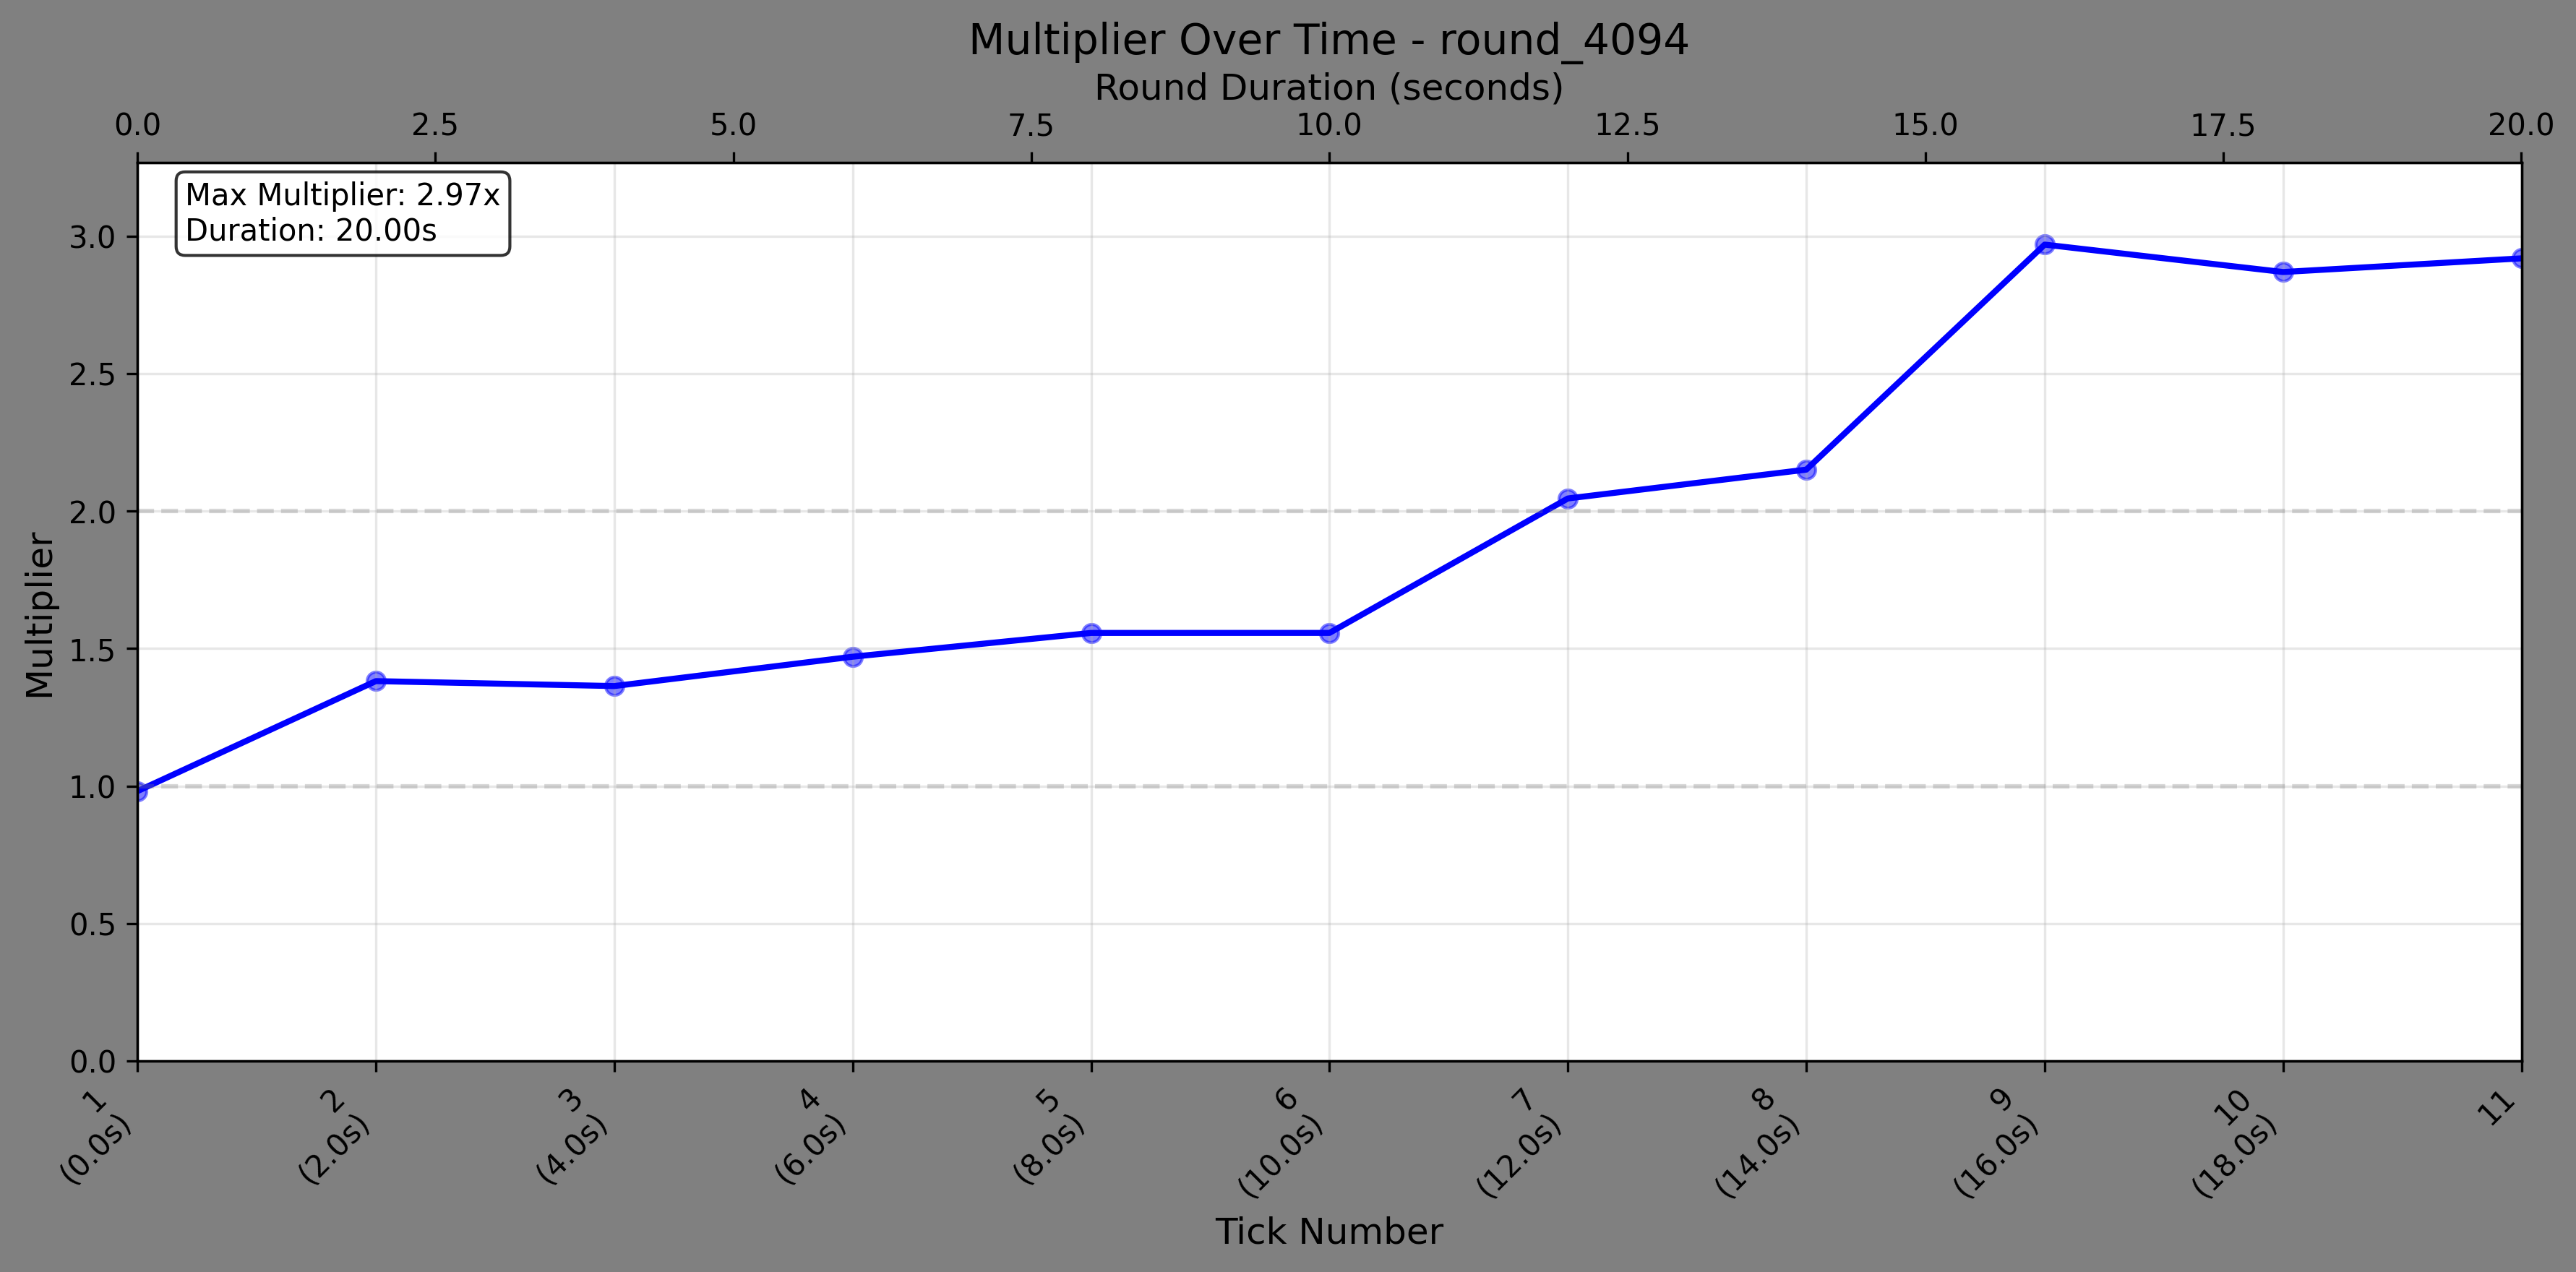 Multiplier Over Time - round_4094
Round Duration (seconds)
0.0 2.5 5.0 7.5 10.0 12.5 15.0 17.5 20.0
Max Multiplier: 2.97x
Duration: 20.00s
3.0
2.5
2.0
1.5
1.0
0.5
0.0
Multiplier
1
(0.0s)
2
(2.0s)
3
(4.0s)
4
(6.0s)
5
(8.0s)
6
(10.0s)
7
(12.0s)
8
(14.0s)
9
(16.0s)
10
(18.0s)
11
Tick Number